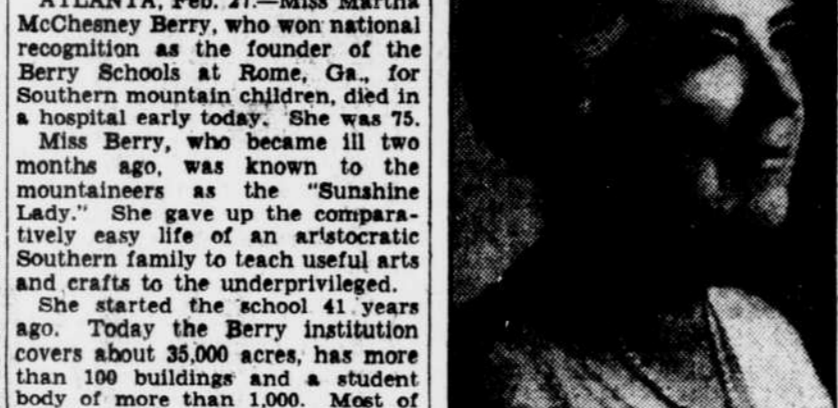 ATLANTA, Feb. 27.—Miss Martha
McChesney Berry, who won national
recognition as the founder of the
Berry Schools at Rome, Ga., for
Southern mountain children, died in
a hospital early today. She was 75.
Miss Berry, who became ill two
months ago, was known to the
mountaineers as the "Sunshine
Lady." She gave up the compara-
tively easy life of an aristocratic
Southern family to teach useful arts
and crafts to the underprivileged.
She started the school 41 years
ago. Today the Berry institution
covers about 35,000 acres, has more
than 100 buildings and a student
body of more than 1,000. Most of